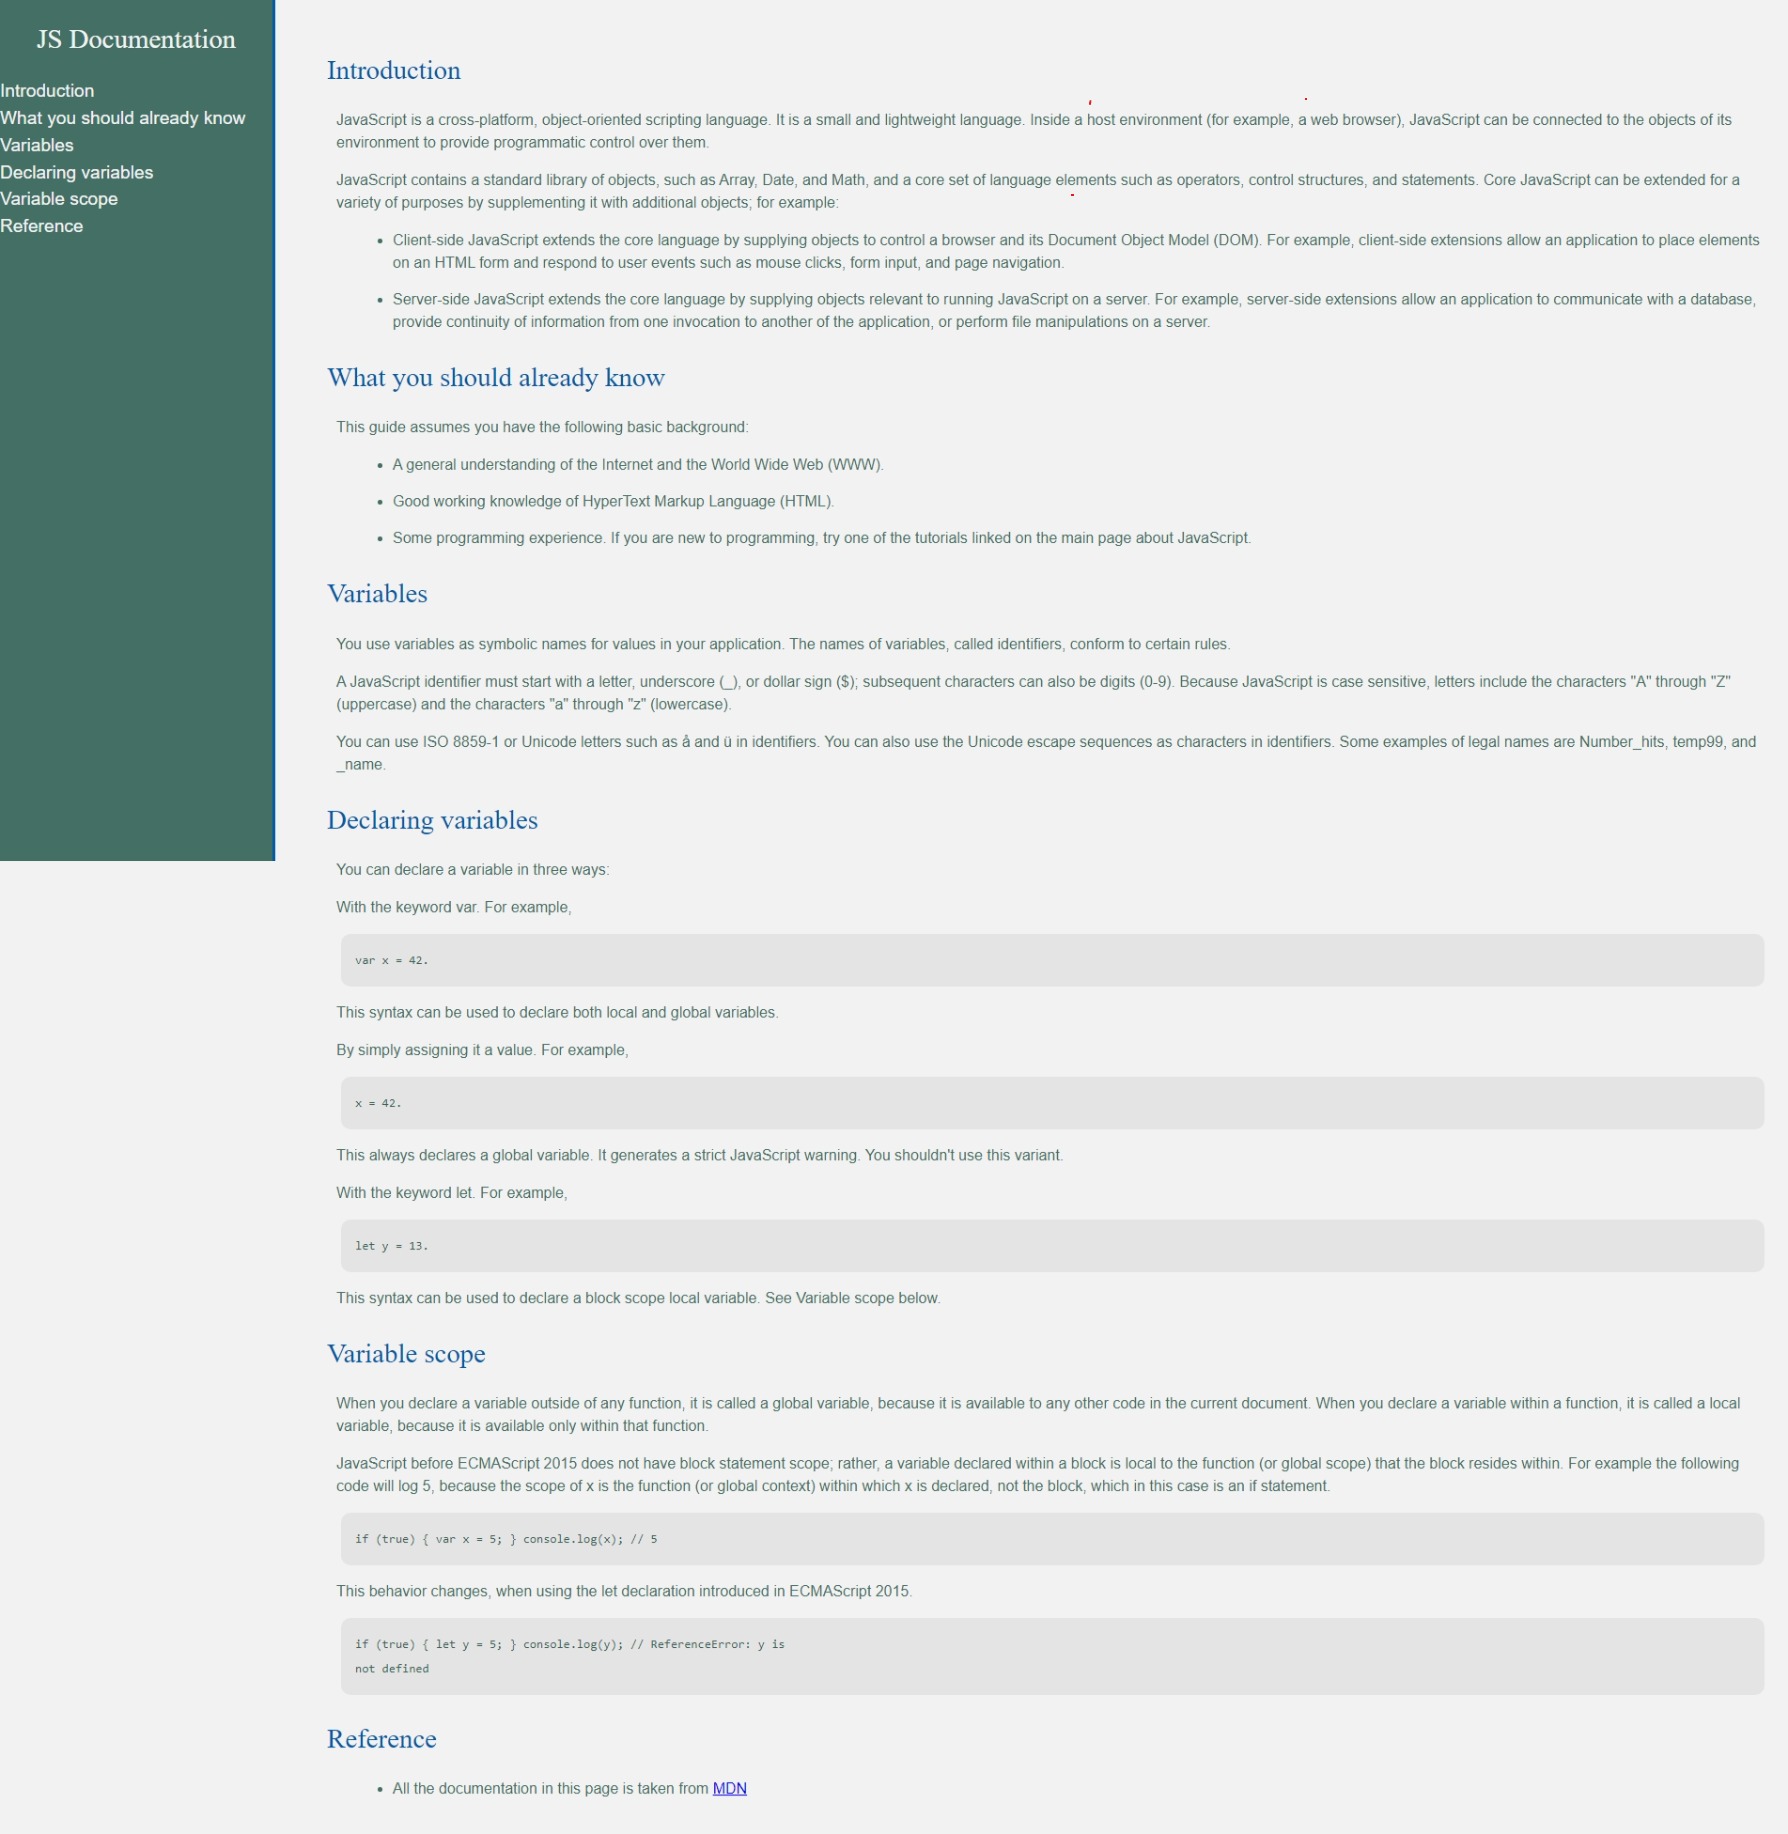 JS Documentation
Introduction
What you should already know
Variables
Declaring variables
Variable scope
Reference
Introduction
JavaScript is a cross-platform, object-oriented scripting language. It is a small and lightweight language. Inside a host environment (for example, a web browser), JavaScript can be connected to the objects of its
environment to provide programmatic control over them.
JavaScript contains a standard library of objects, such as Array, Date, and Math, and a core set of language elements such as operators, control structures, and statements. Core JavaScript can be extended for a
variety of purposes by supplementing it with additional objects; for example:
• Client-side JavaScript extends the core language by supplying objects to control a browser and its Document Object Model (DOM). For example, client-side extensions allow an application to place elements
on an HTML form and respond to user events such as mouse clicks, form input, and page navigation.
• Server-side JavaScript extends the core language by supplying objects relevant to running JavaScript on a server. For example, server-side extensions allow an application to communicate with a database,
provide continuity of information from one invocation to another of the application, or perform file manipulations on a server.
What you should already know
This guide assumes you have the following basic background:
• A general understanding of the Internet and the World Wide Web (WWW).
• Good working knowledge of HyperText Markup Language (HTML).
• Some programming experience. If you are new to programming, try one of the tutorials linked on the main page about JavaScript.
Variables
You use variables as symbolic names for values in your application. The names of variables, called identifiers, conform to certain rules.
A JavaScript identifier must start with a letter, underscore (_), or dollar sign ($); subsequent characters can also be digits (0-9). Because JavaScript is case sensitive, letters include the characters "A" through "Z"
(uppercase) and the characters "a" through "z" (lowercase).
You can use ISO 8859-1 or Unicode letters such as å and ü in identifiers. You can also use the Unicode escape sequences as characters in identifiers. Some examples of legal names are Number_hits, temp99, and
_name.
Declaring variables
You can declare a variable in three ways:
With the keyword var. For example,
var x = 42.
This syntax can be used to declare both local and global variables.
By simply assigning it a value. For example,
x = 42.
This always declares a global variable. It generates a strict JavaScript warning. You shouldn't use this variant.
With the keyword let. For example,
let y = 13.
This syntax can be used to declare a block scope local variable. See Variable scope below.
Variable scope
When you declare a variable outside of any function, it is called a global variable, because it is available to any other code in the current document. When you declare a variable within a function, it is called a local
variable, because it is available only within that function.
JavaScript before ECMAScript 2015 does not have block statement scope; rather, a variable declared within a block is local to the function (or global scope) that the block resides within. For example the following
code will log 5, because the scope of x is the function (or global context) within which x is declared, not the block, which in this case is an if statement.
if (true) { var x = 5; } console.log(x); // 5
This behavior changes, when using the let declaration introduced in ECMAScript 2015.
if (true) { let y = 5; } console.log(y); // ReferenceError: y is
not defined
Reference
• All the documentation in this page is taken from MDN